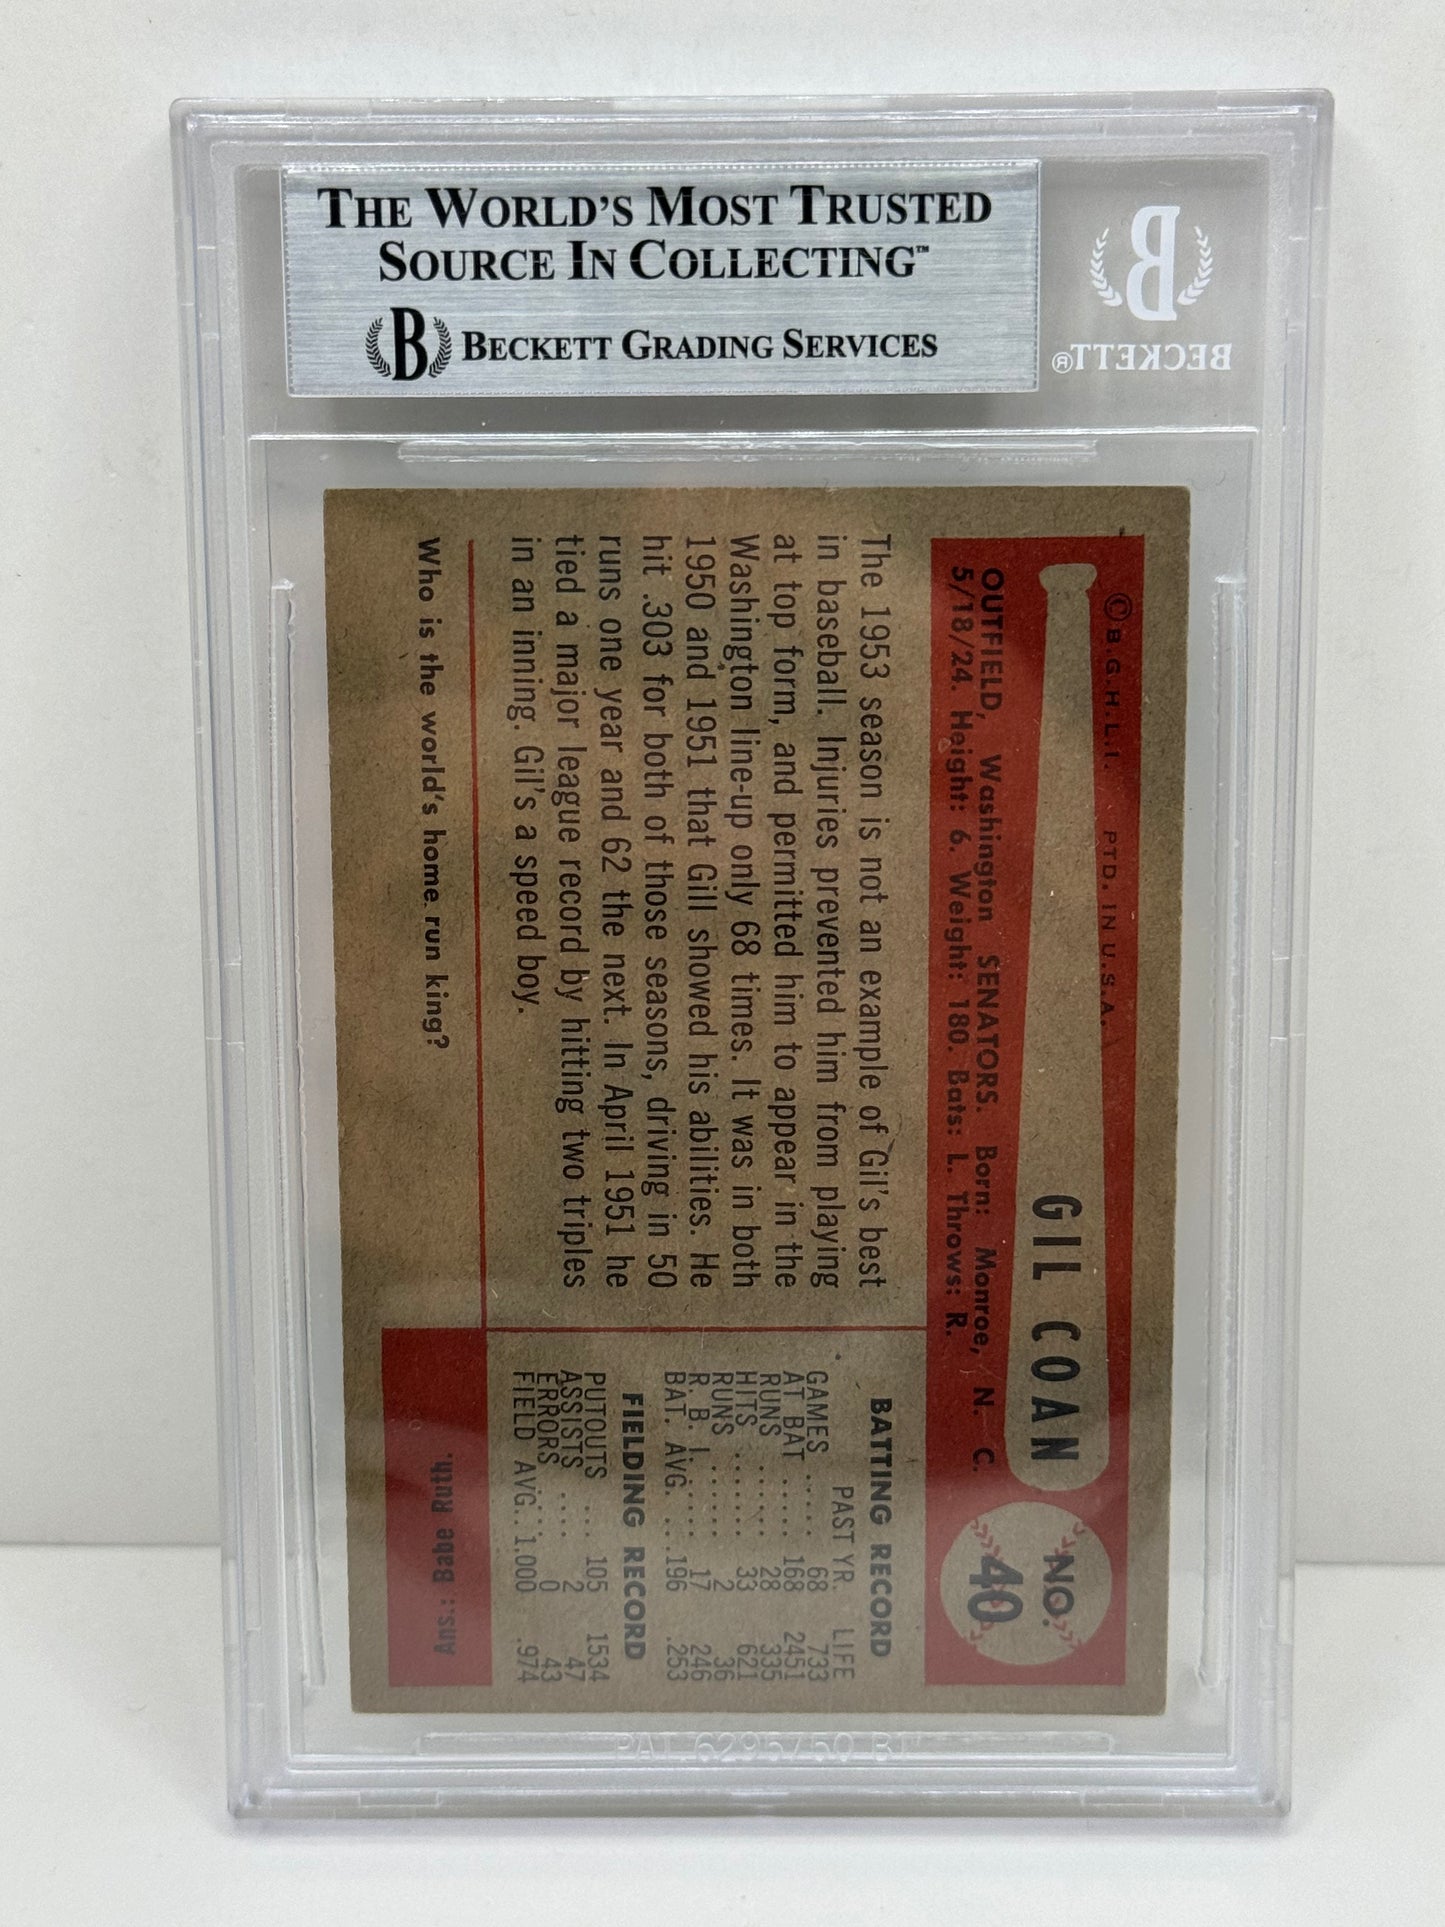 THE WORLD'S MOST TRUSTED
SOURCE IN COLLECTING™
B BECKETT GRADING SERVICES
B
BECKETT®
©B.G.H.L.I. PTD. IN U.S.A.
GIL COAN
NO.
40
OUTFIELD, Washington SENATORS. Born: Monroe, N. C.
5/18/24. Height: 6. Weight: 180. Bats: L. Throws: R.
The 1953 season is not an example of Gil's best
in baseball. Injuries prevented him from playing
at top form, and permitted him to appear in the
Washington line-up only 68 times. It was in both
1950 and 1951 that Gill showed his abilities. He
hit .303 for both of those seasons, driving in 50
runs one year and 62 the next. In April 1951 he
tied a major league record by hitting two triples
in an inning. Gil's a speed boy.
BATTING RECORD
PAST YR. LIFE
GAMES ..... 68 733
AT BAT ..... 168 2451
RUNS ...... 28 335
HITS ....... 33 621
RUNS ...... 2 36
R. B. I. ..... 17 246
BAT. AVG. ... .196 .253
FIELDING RECORD
PUTOUTS ... 105 1534
ASSISTS .... 2 47
ERRORS .... 0 43
FIELD AVG.. 1.000 .974
Who is the world's home run king?
Ans.: Babe Ruth.